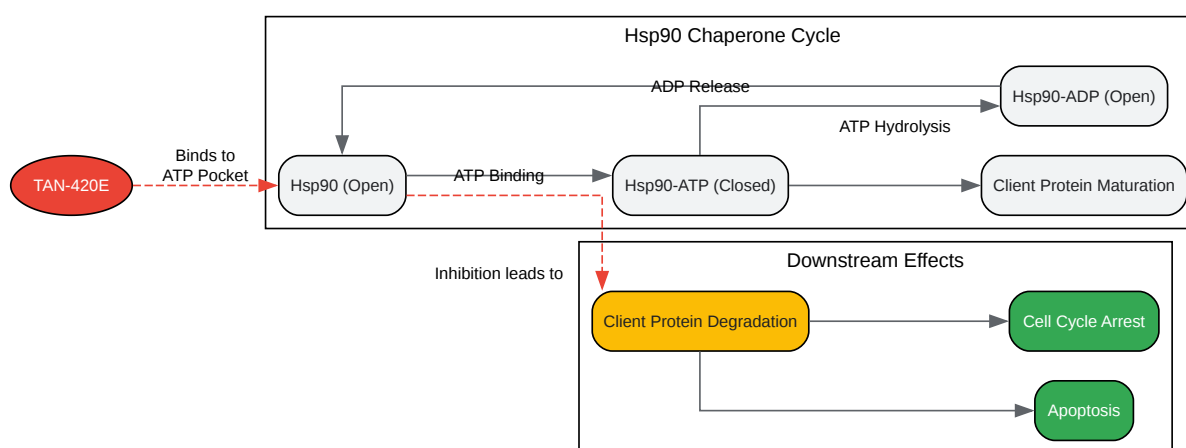 Hsp90 Chaperone Cycle
ADP Release
Hsp90-ADP (Open)
ATP Hydrolysis
Binds to
ATP Pocket
TAN-420E
Hsp90 (Open)
ATP Binding
Hsp90-ATP (Closed)
Client Protein Maturation
Downstream Effects
Inhibition leads to
Client Protein Degradation
Cell Cycle Arrest
Apoptosis